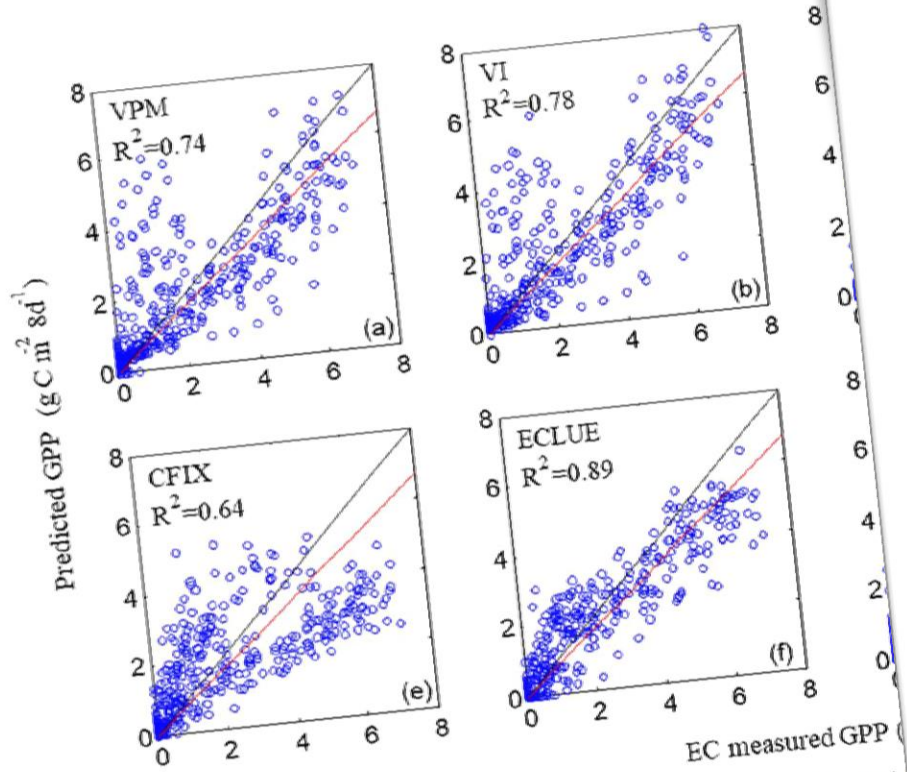 8
8
8
VPM
VI
R²=0.74
R²=0.78
6
6
6
4
4
4
2
2
2
(a)
(b)
0
0
0
0 2 4 6 8
0 2 4 6 8
8
8
8
CFIX
ECLUE
R²=0.64
R²=0.89
6
6
6
4
4
4
2
2
2
(e)
(f)
0
0
0
0 2 4 6 8
0 2 4 6 8
Predicted GPP (g C m⁻² 8d⁻¹)
EC measured GPP (